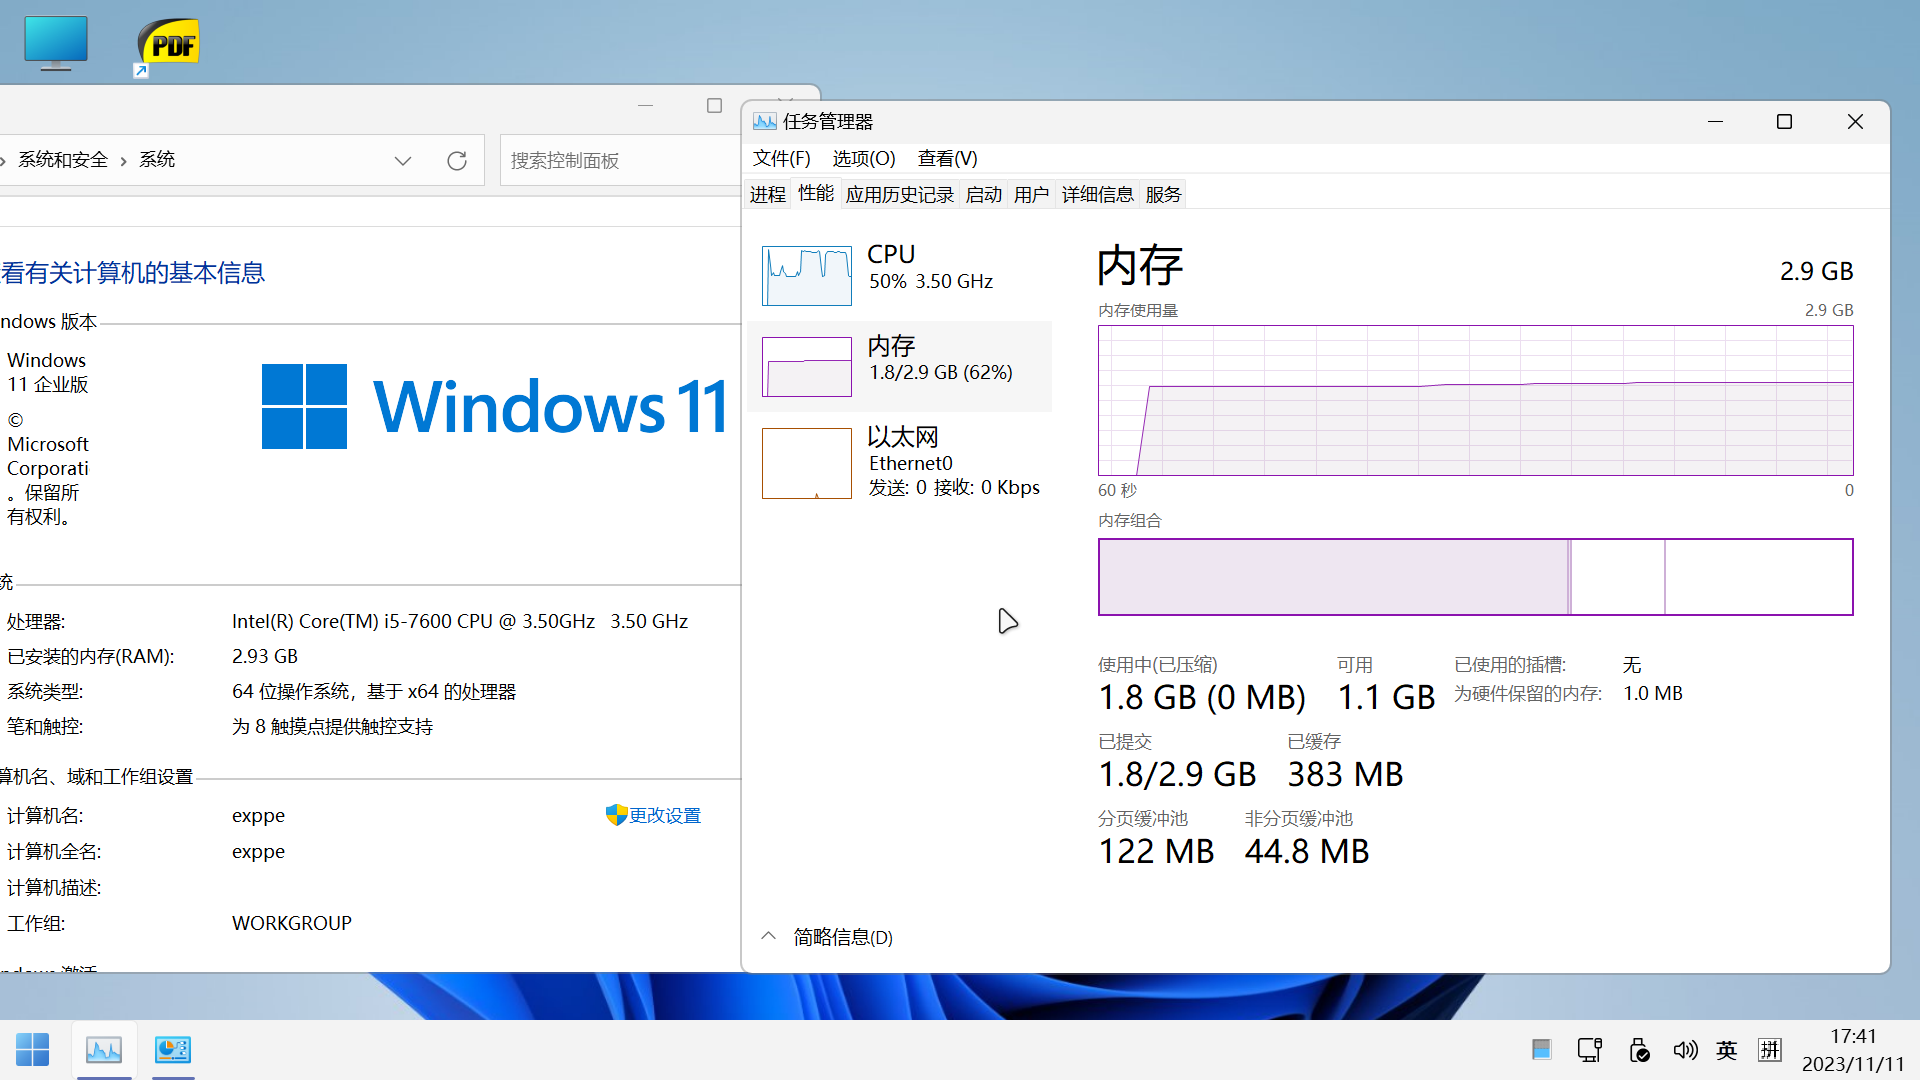 PDF
系统和安全 › 系统
搜索控制面板
看有关计算机的基本信息
ndows 版本
Windows
11 企业版
©
Microsoft
Corporati
。保留所
有权利。
Windows 11
统
处理器: Intel(R) Core(TM) i5-7600 CPU @ 3.50GHz 3.50 GHz
已安装的内存(RAM): 2.93 GB
系统类型: 64 位操作系统，基于 x64 的处理器
笔和触控: 为 8 触摸点提供触控支持
算机名、域和工作组设置
计算机名: exppe
更改设置
计算机全名: exppe
计算机描述:
工作组: WORKGROUP
任务管理器
文件(F) 选项(O) 查看(V)
进程 性能 应用历史记录 启动 用户 详细信息 服务
CPU
50% 3.50 GHz
内存
1.8/2.9 GB (62%)
以太网
Ethernet0
发送: 0 接收: 0 Kbps
内存 2.9 GB
内存使用量 2.9 GB
60 秒 0
内存组合
使用中(已压缩) 可用 已使用的插槽: 无
1.8 GB (0 MB) 1.1 GB 为硬件保留的内存: 1.0 MB
已提交 已缓存
1.8/2.9 GB 383 MB
分页缓冲池 非分页缓冲池
122 MB 44.8 MB
简略信息(D)
英 拼
17:41
2023/11/11